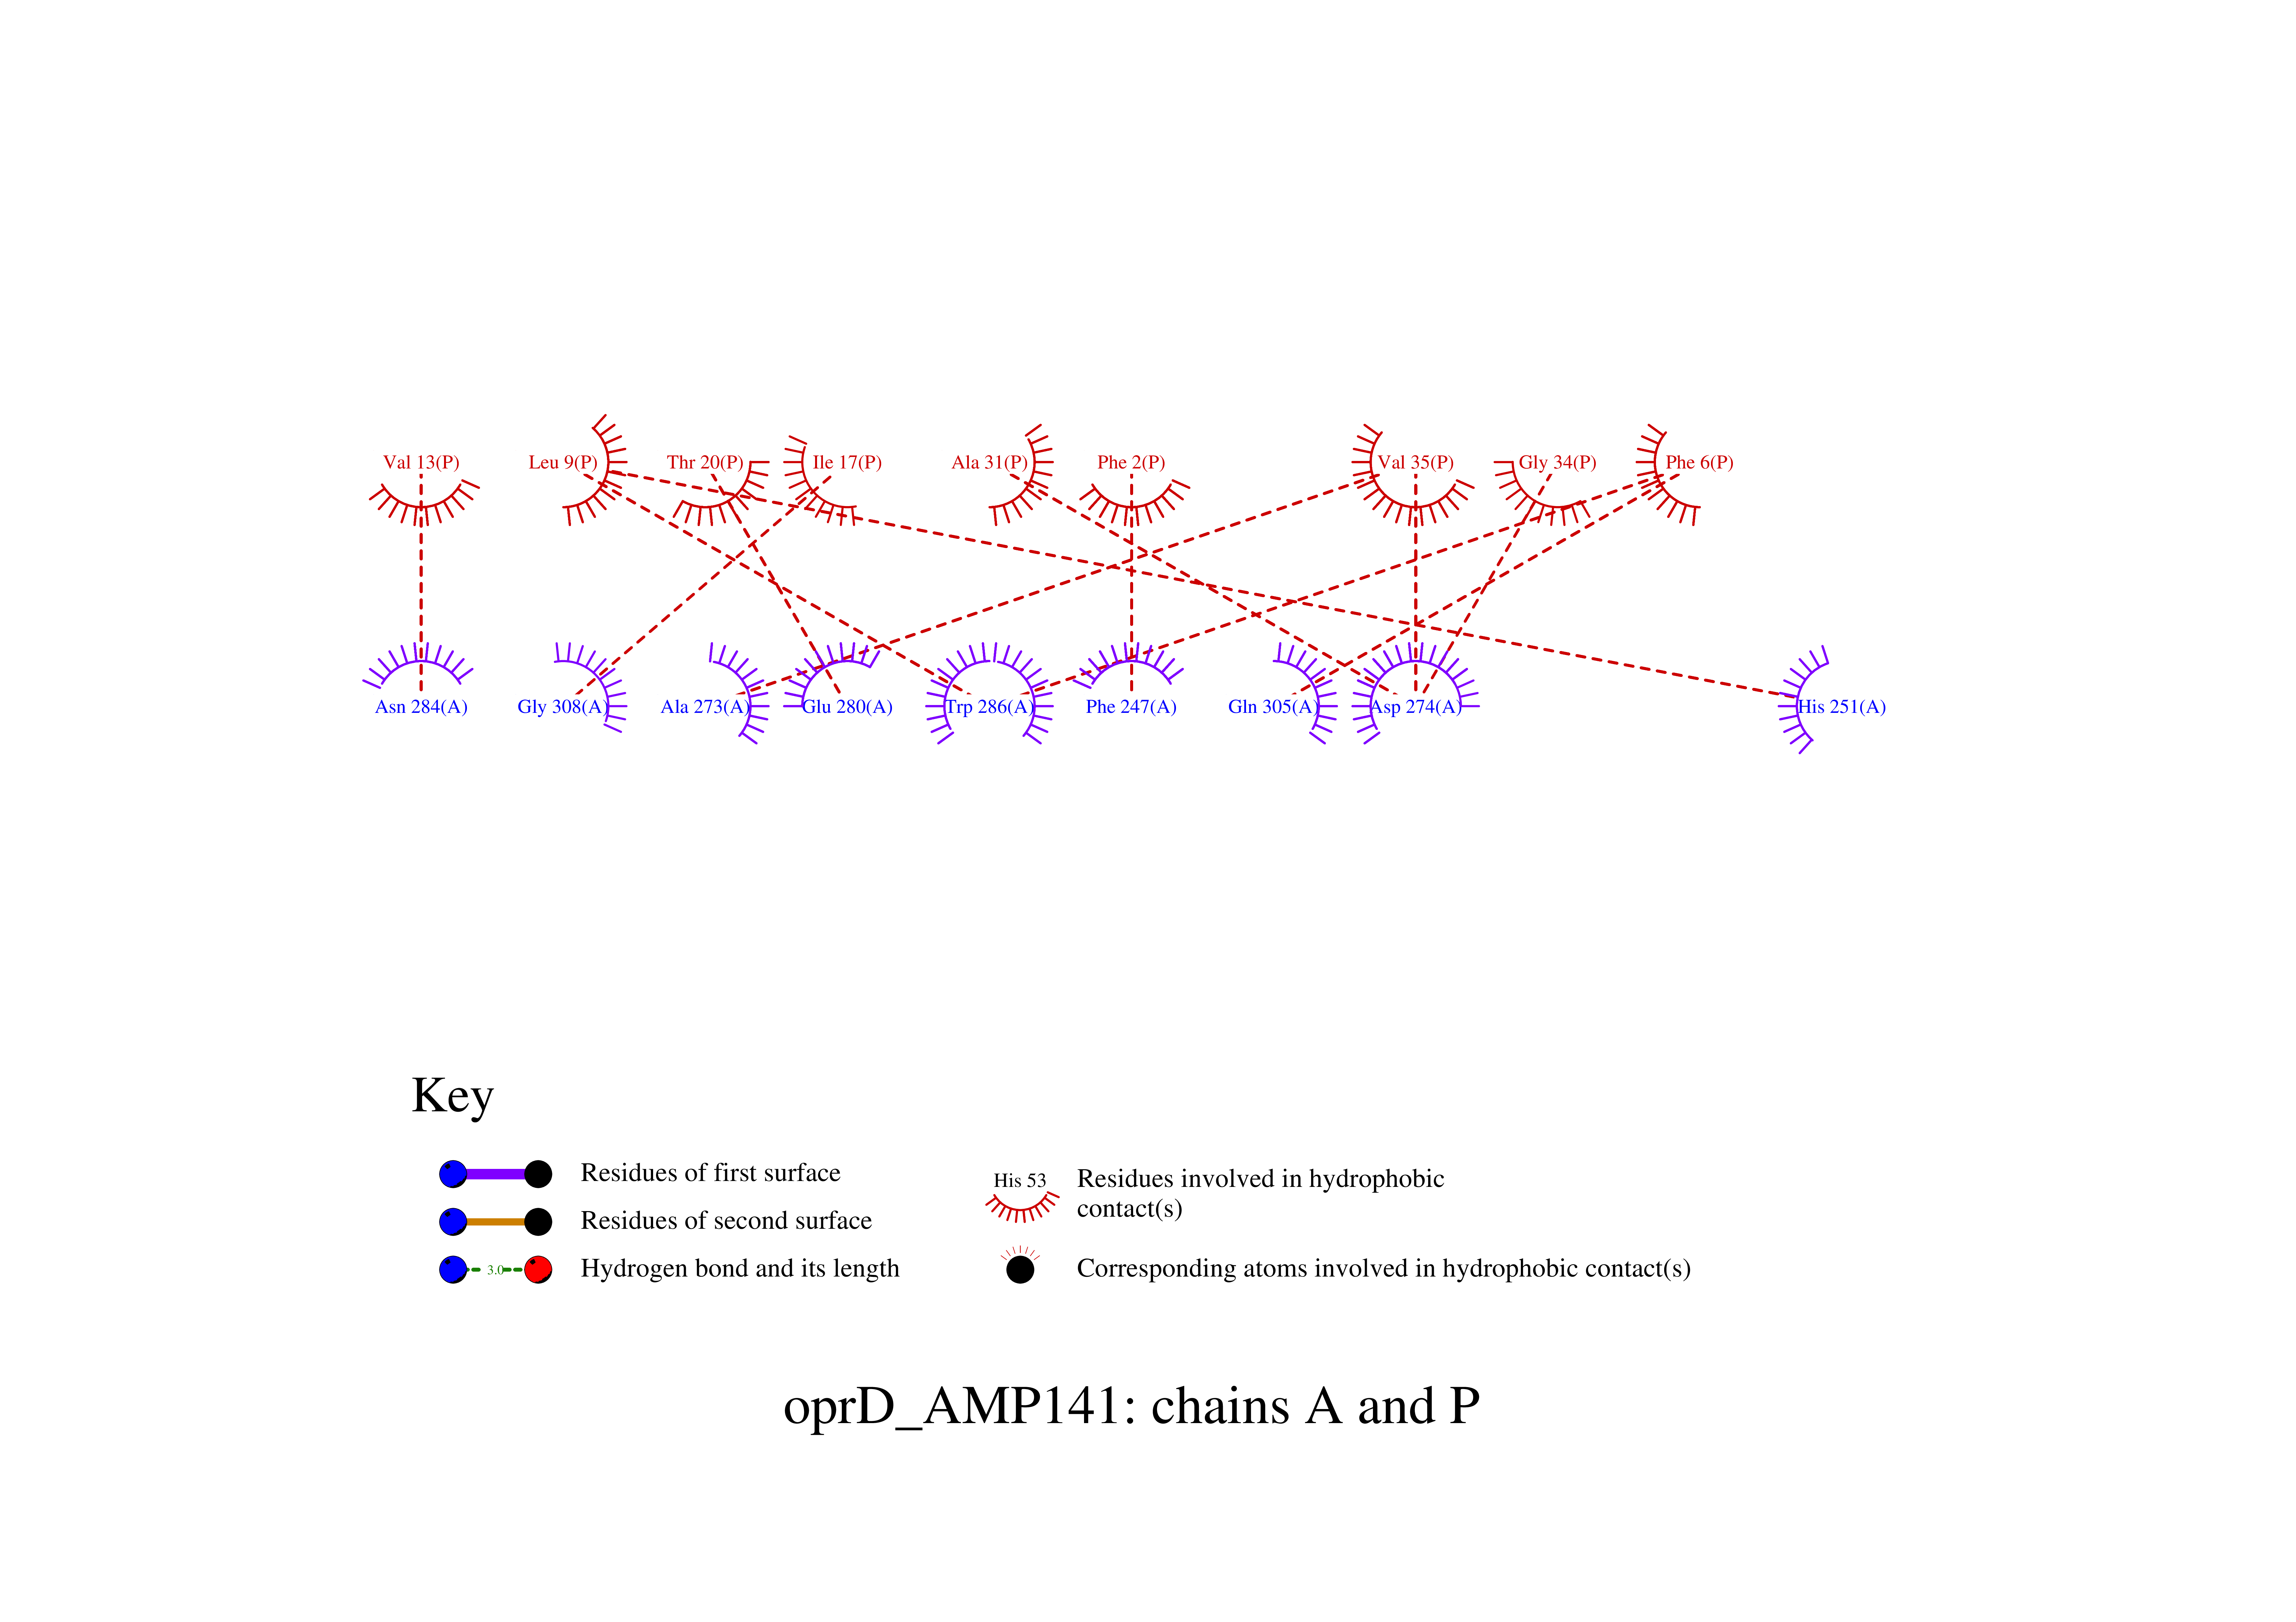 Val 13(P) Leu 9(P) Thr 20(P) Ile 17(P) Ala 31(P) Phe 2(P) Val 35(P) Gly 34(P) Phe 6(P)
Asn 284(A) Gly 308(A) Ala 273(A) Glu 280(A) Trp 286(A) Phe 247(A) Gln 305(A) Asp 274(A) His 251(A)
Key
Residues of first surface
Residues of second surface
3.0 Hydrogen bond and its length
His 53 Residues involved in hydrophobic
contact(s)
Corresponding atoms involved in hydrophobic contact(s)
oprD_AMP141: chains A and P